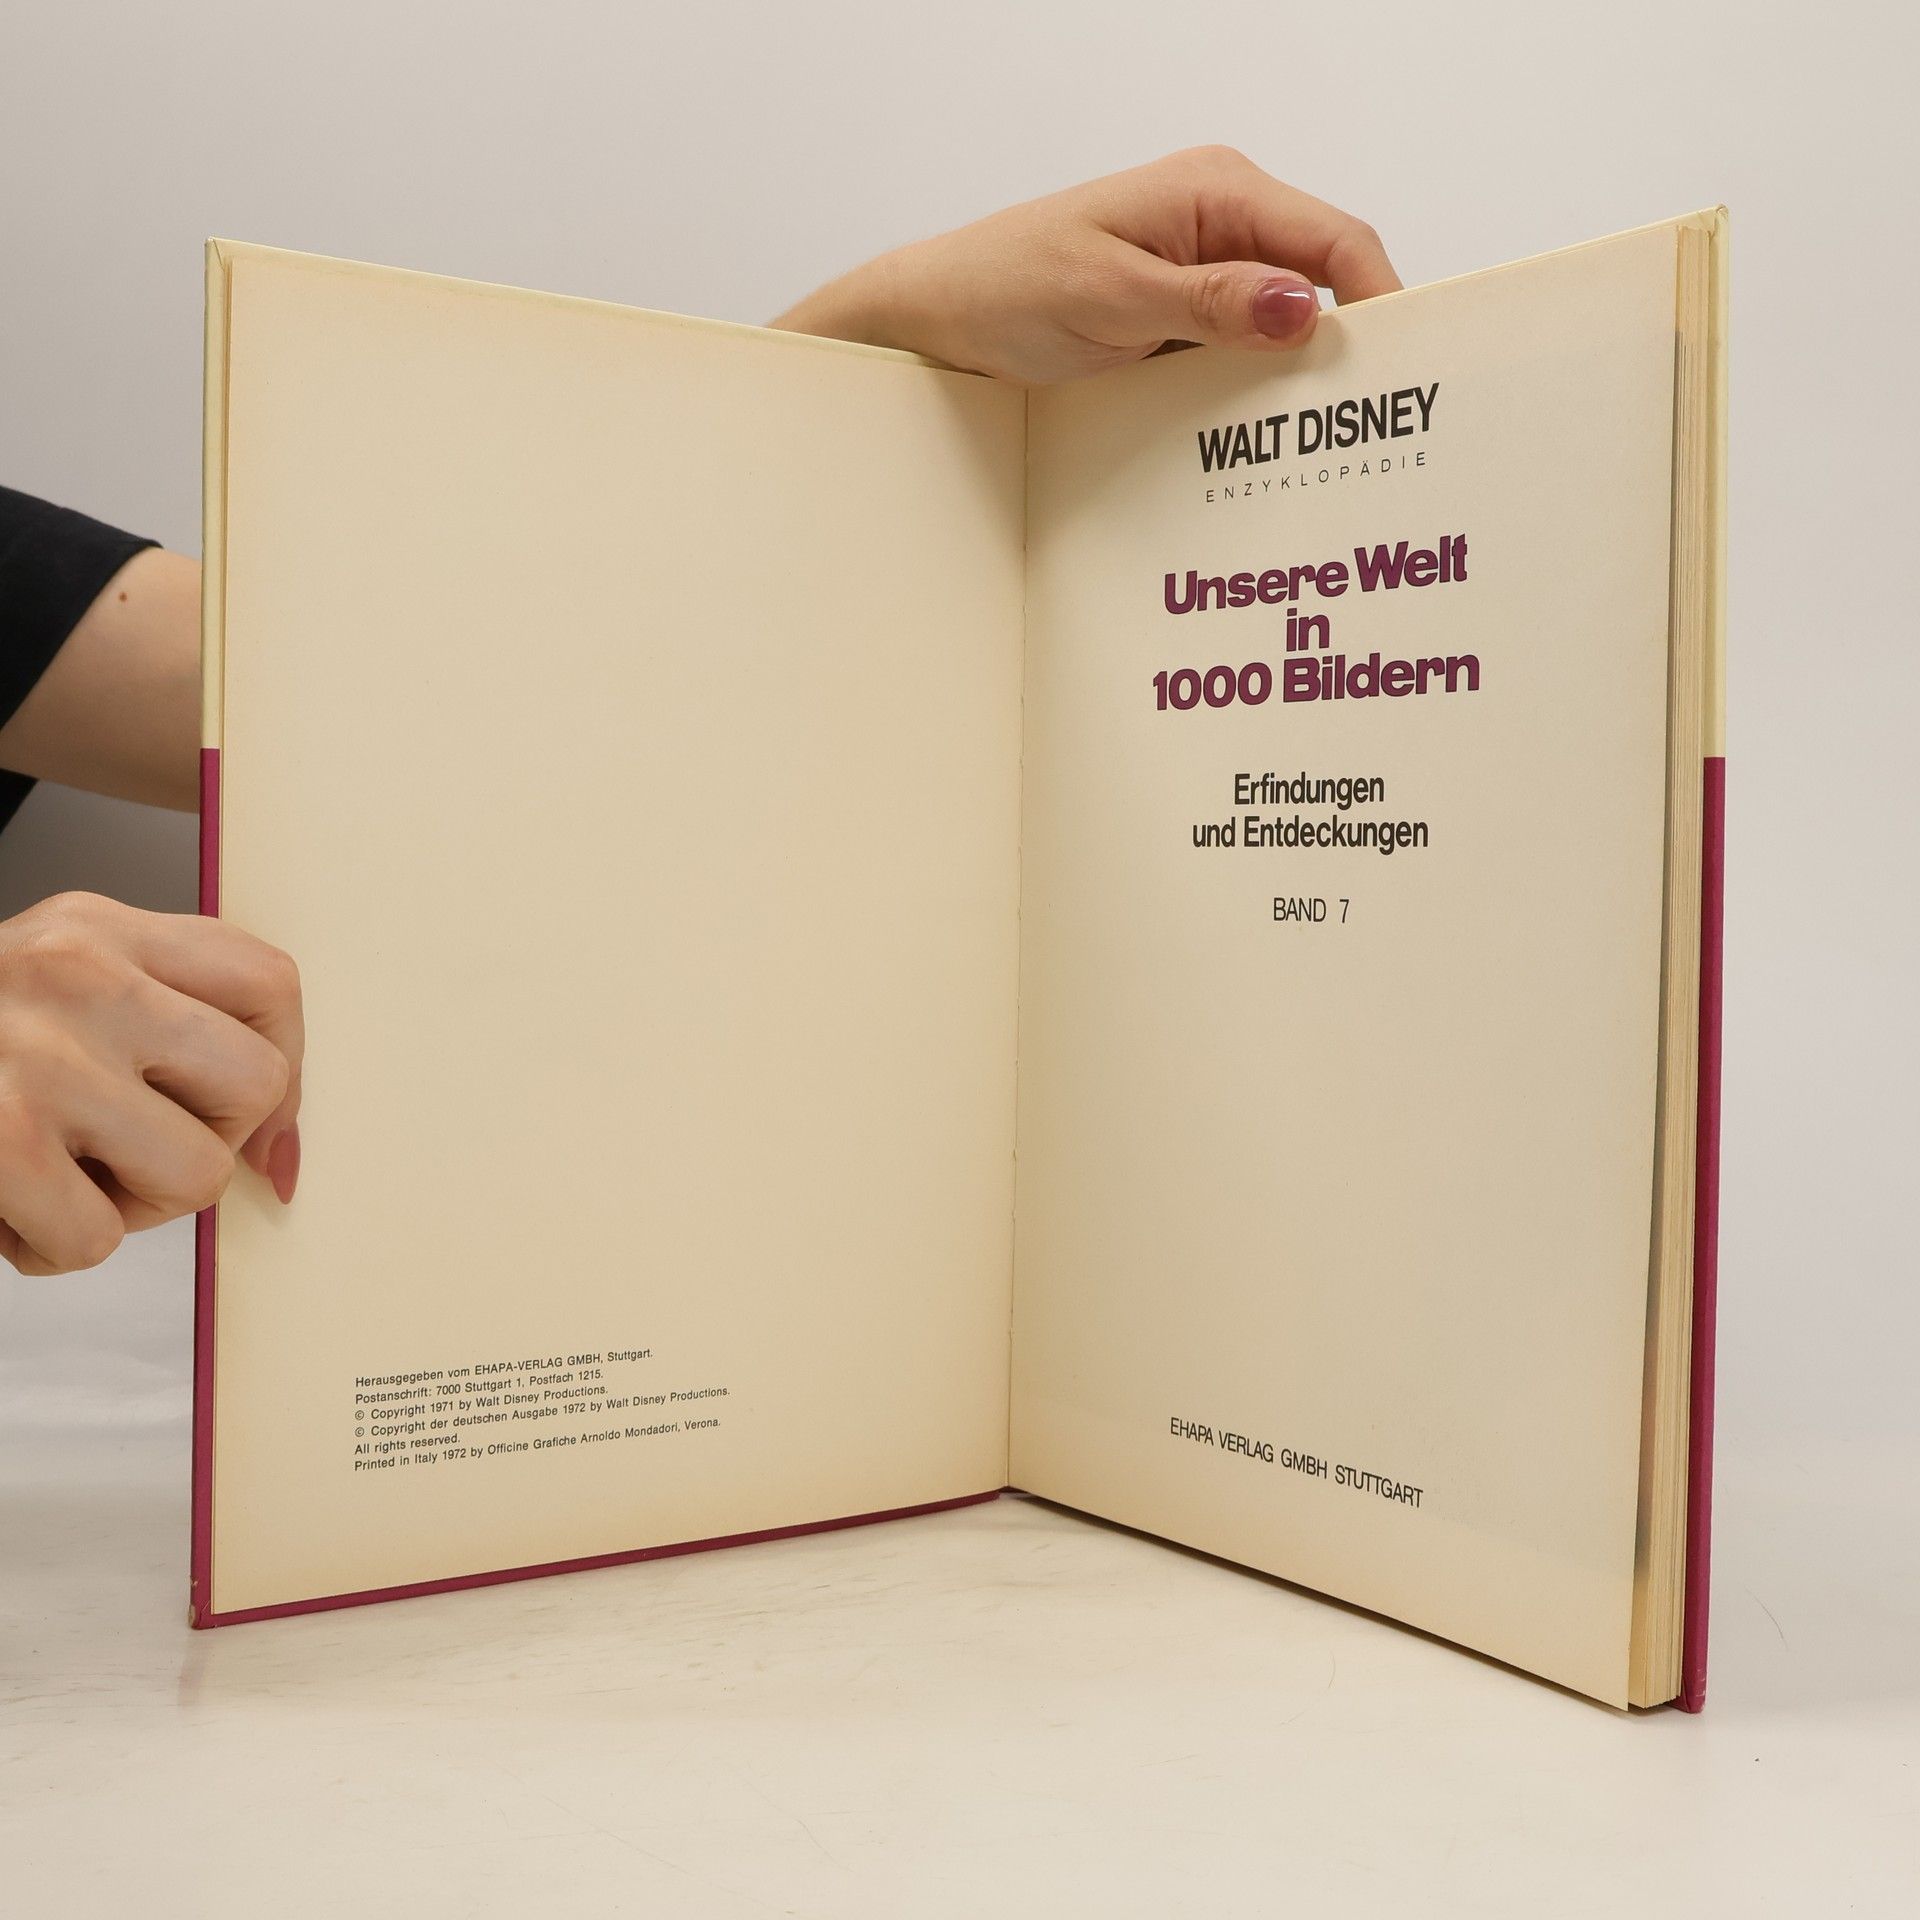 Herausgegeben vom EHAPA-VERLAG GMBH, Stuttgart.
Postanschrift: 7000 Stuttgart 1, Postfach 1215.
© Copyright 1971 by Walt Disney Productions.
© Copyright der deutschen Ausgabe 1972 by Walt Disney Productions.
All rights reserved.
Printed in Italy 1972 by Officine Grafiche Arnoldo Mondadori, Verona.
WALT DISNEY
ENZYKLOPÄDIE
Unsere Welt
in
1000 Bildern
Erfindungen
und Entdeckungen
BAND 7
EHAPA VERLAG GMBH STUTTGART